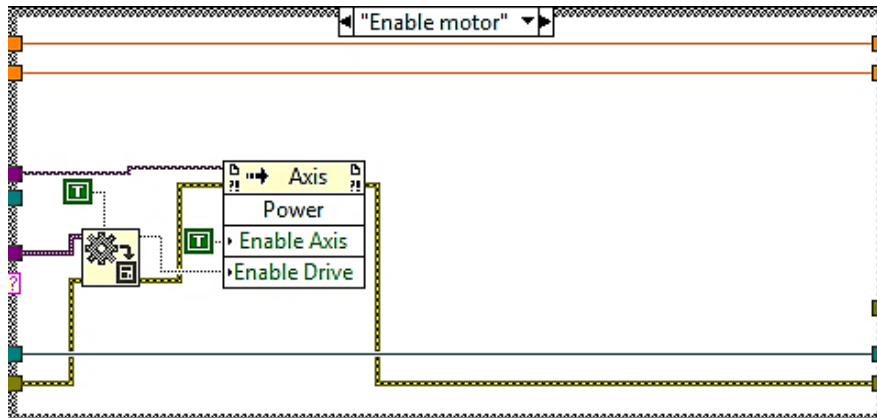 "Enable motor"
Axis
Power
T
T
Enable Axis
Enable Drive
?